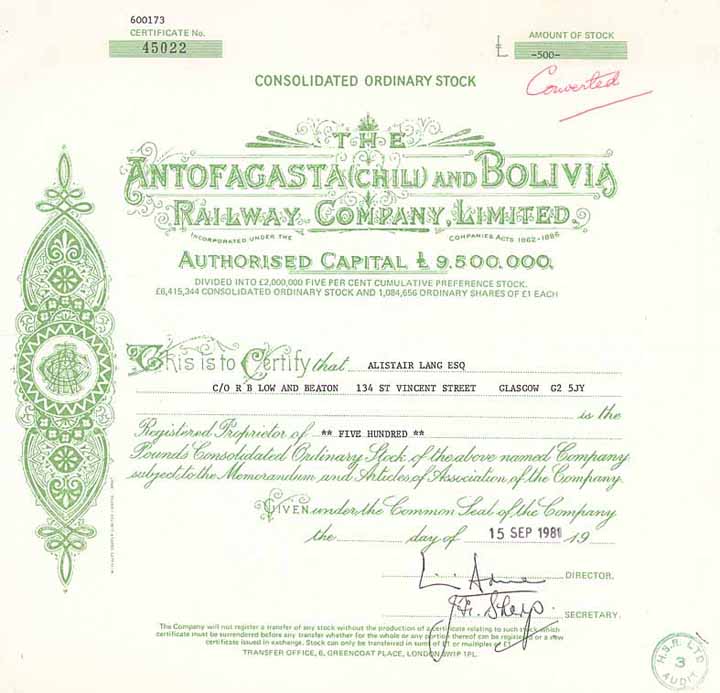 600173
CERTIFICATE No.
45022
AMOUNT OF STOCK
£ -500-
Converted
CONSOLIDATED ORDINARY STOCK
THE
ANTOFAGASTA (CHILI) AND BOLIVIA
RAILWAY COMPANY, LIMITED.
INCORPORATED UNDER THE COMPANIES ACTS 1862-1886
AUTHORISED CAPITAL £ 9.500.000.
DIVIDED INTO £2,000,000 FIVE PER CENT CUMULATIVE PREFERENCE STOCK.
£6,415,344 CONSOLIDATED ORDINARY STOCK AND 1,084,656 ORDINARY SHARES OF £1 EACH
This is to Certify that ALISTAIR LANG ESQ
C/O R B LOW AND BEATON 134 ST VINCENT STREET GLASGOW G2 5JY
is the
Registered Proprietor of ** FIVE HUNDRED **
Pounds Consolidated Ordinary Stock of the above named Company
subject to the Memorandum and Articles of Association of the Company.
GIVEN under the Common Seal of the Company
the day of 15 SEP 1981 19
DIRECTOR.
SECRETARY.
The Company will not register a transfer of any stock without the production of a certificate relating to such stock which
certificate must be surrendered before any transfer whether for the whole or any portion thereof can be registered or a new
certificate issued in exchange. Stock can only be transferred in sums of £1 or multiples
TRANSFER OFFICE, 6, GREENCOAT PLACE, LONDON SW1P 1PL.
H.S.R. LTD
3
AUDIT